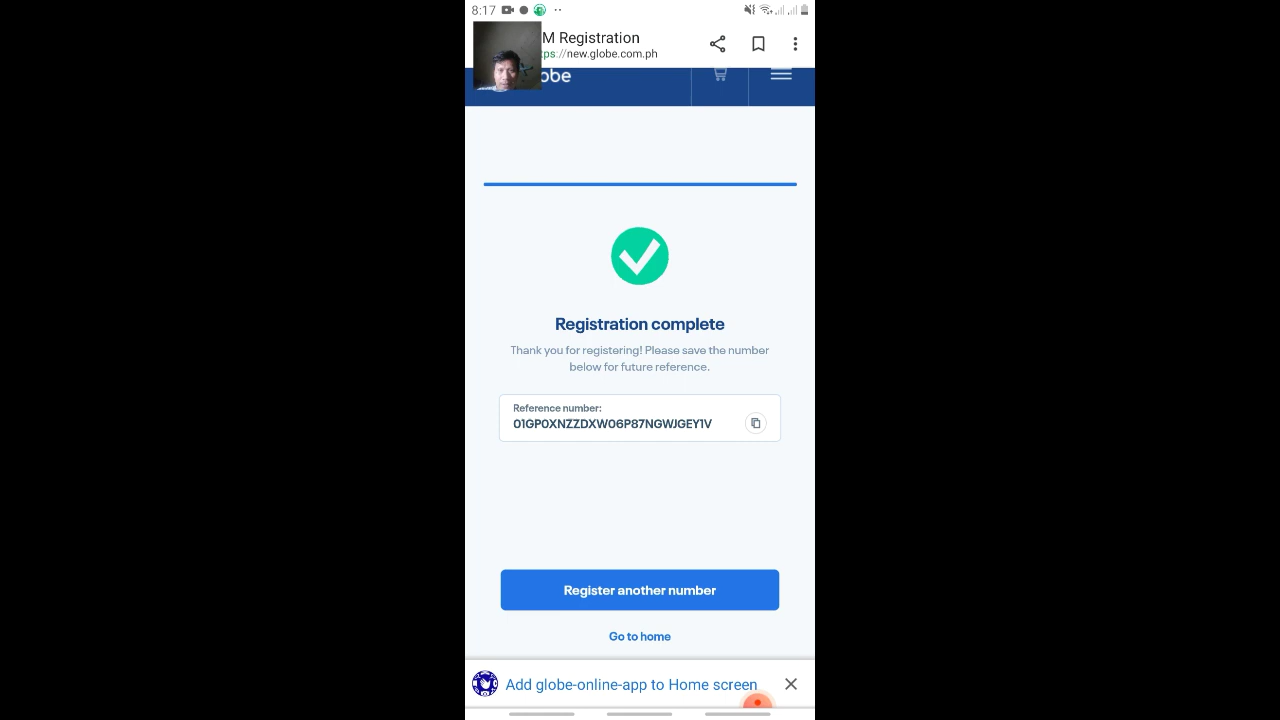 8:17
M Registration
ps://new.globe.com.ph
obe
Registration complete
Thank you for registering! Please save the number
below for future reference.
Reference number:
01GP0XNZZDXW06P87NGWJGEY1V
Register another number
Go to home
Add globe-online-app to Home screen